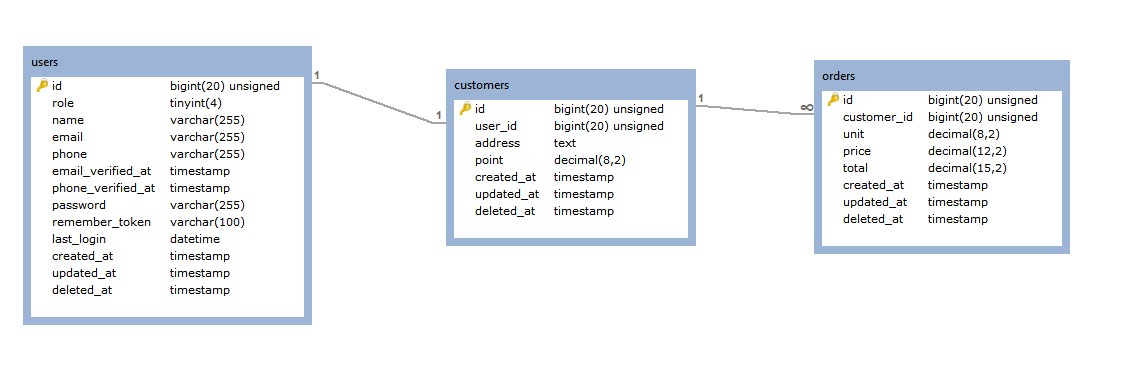 users
id bigint(20) unsigned
role tinyint(4)
name varchar(255)
email varchar(255)
phone varchar(255)
email_verified_at timestamp
phone_verified_at timestamp
password varchar(255)
remember_token varchar(100)
last_login datetime
created_at timestamp
updated_at timestamp
deleted_at timestamp
1
1
customers
id bigint(20) unsigned
user_id bigint(20) unsigned
address text
point decimal(8,2)
created_at timestamp
updated_at timestamp
deleted_at timestamp
1
∞
orders
id bigint(20) unsigned
customer_id bigint(20) unsigned
unit decimal(8,2)
price decimal(12,2)
total decimal(15,2)
created_at timestamp
updated_at timestamp
deleted_at timestamp